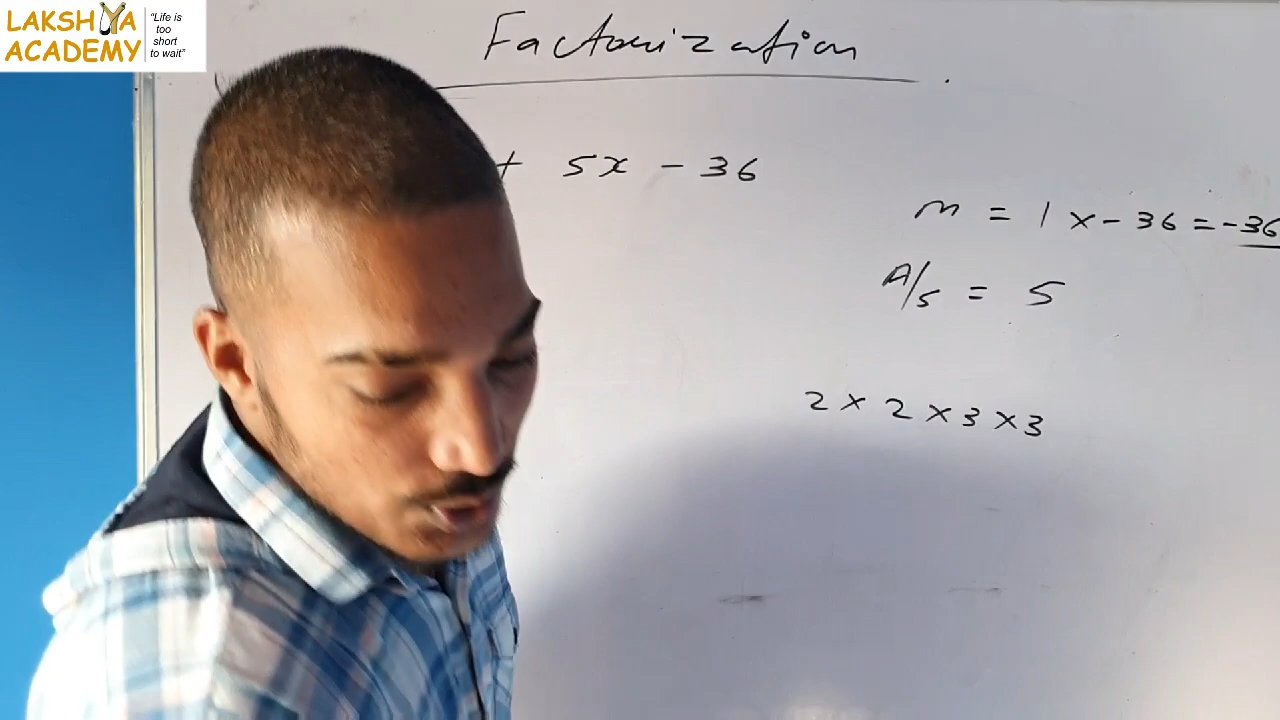 LAKSHYA
ACADEMY
"Life is
too
short
to wait"
Factorization
+ 5x - 36
m = 1 x - 36 = -36
A/s = 5
2 x 2 x 3 x 3